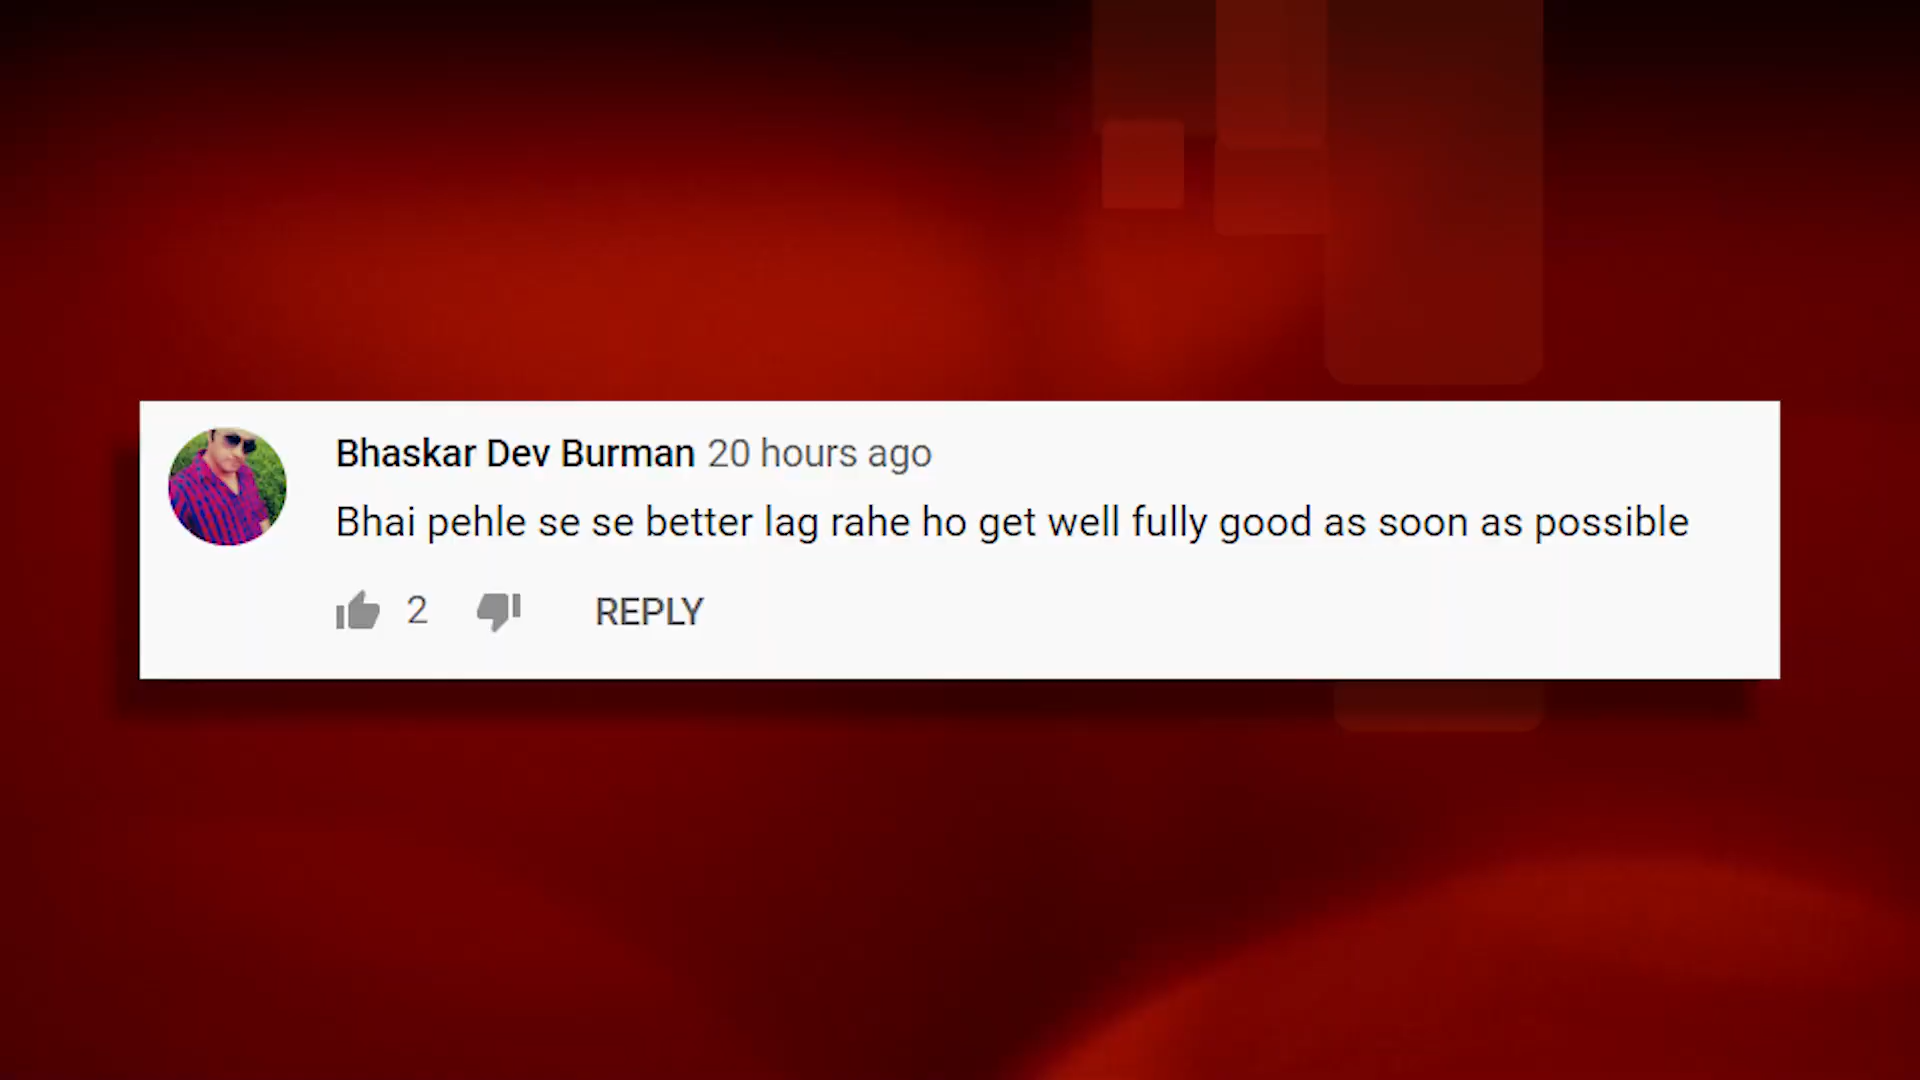 Bhaskar Dev Burman 20 hours ago
Bhai pehle se se better lag rahe ho get well fully good as soon as possible
2 REPLY